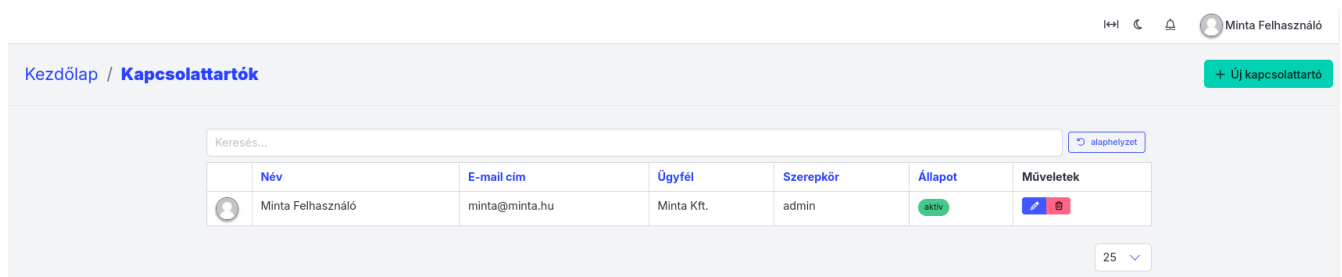 Minta Felhasználó
Kezdőlap / Kapcsolattartók
+ Új kapcsolattartó
Keresés...
alaphelyzet
Név E-mail cím Ügyfél Szerepkör Állapot Műveletek
Minta Felhasználó minta@minta.hu Minta Kft. admin aktív
25